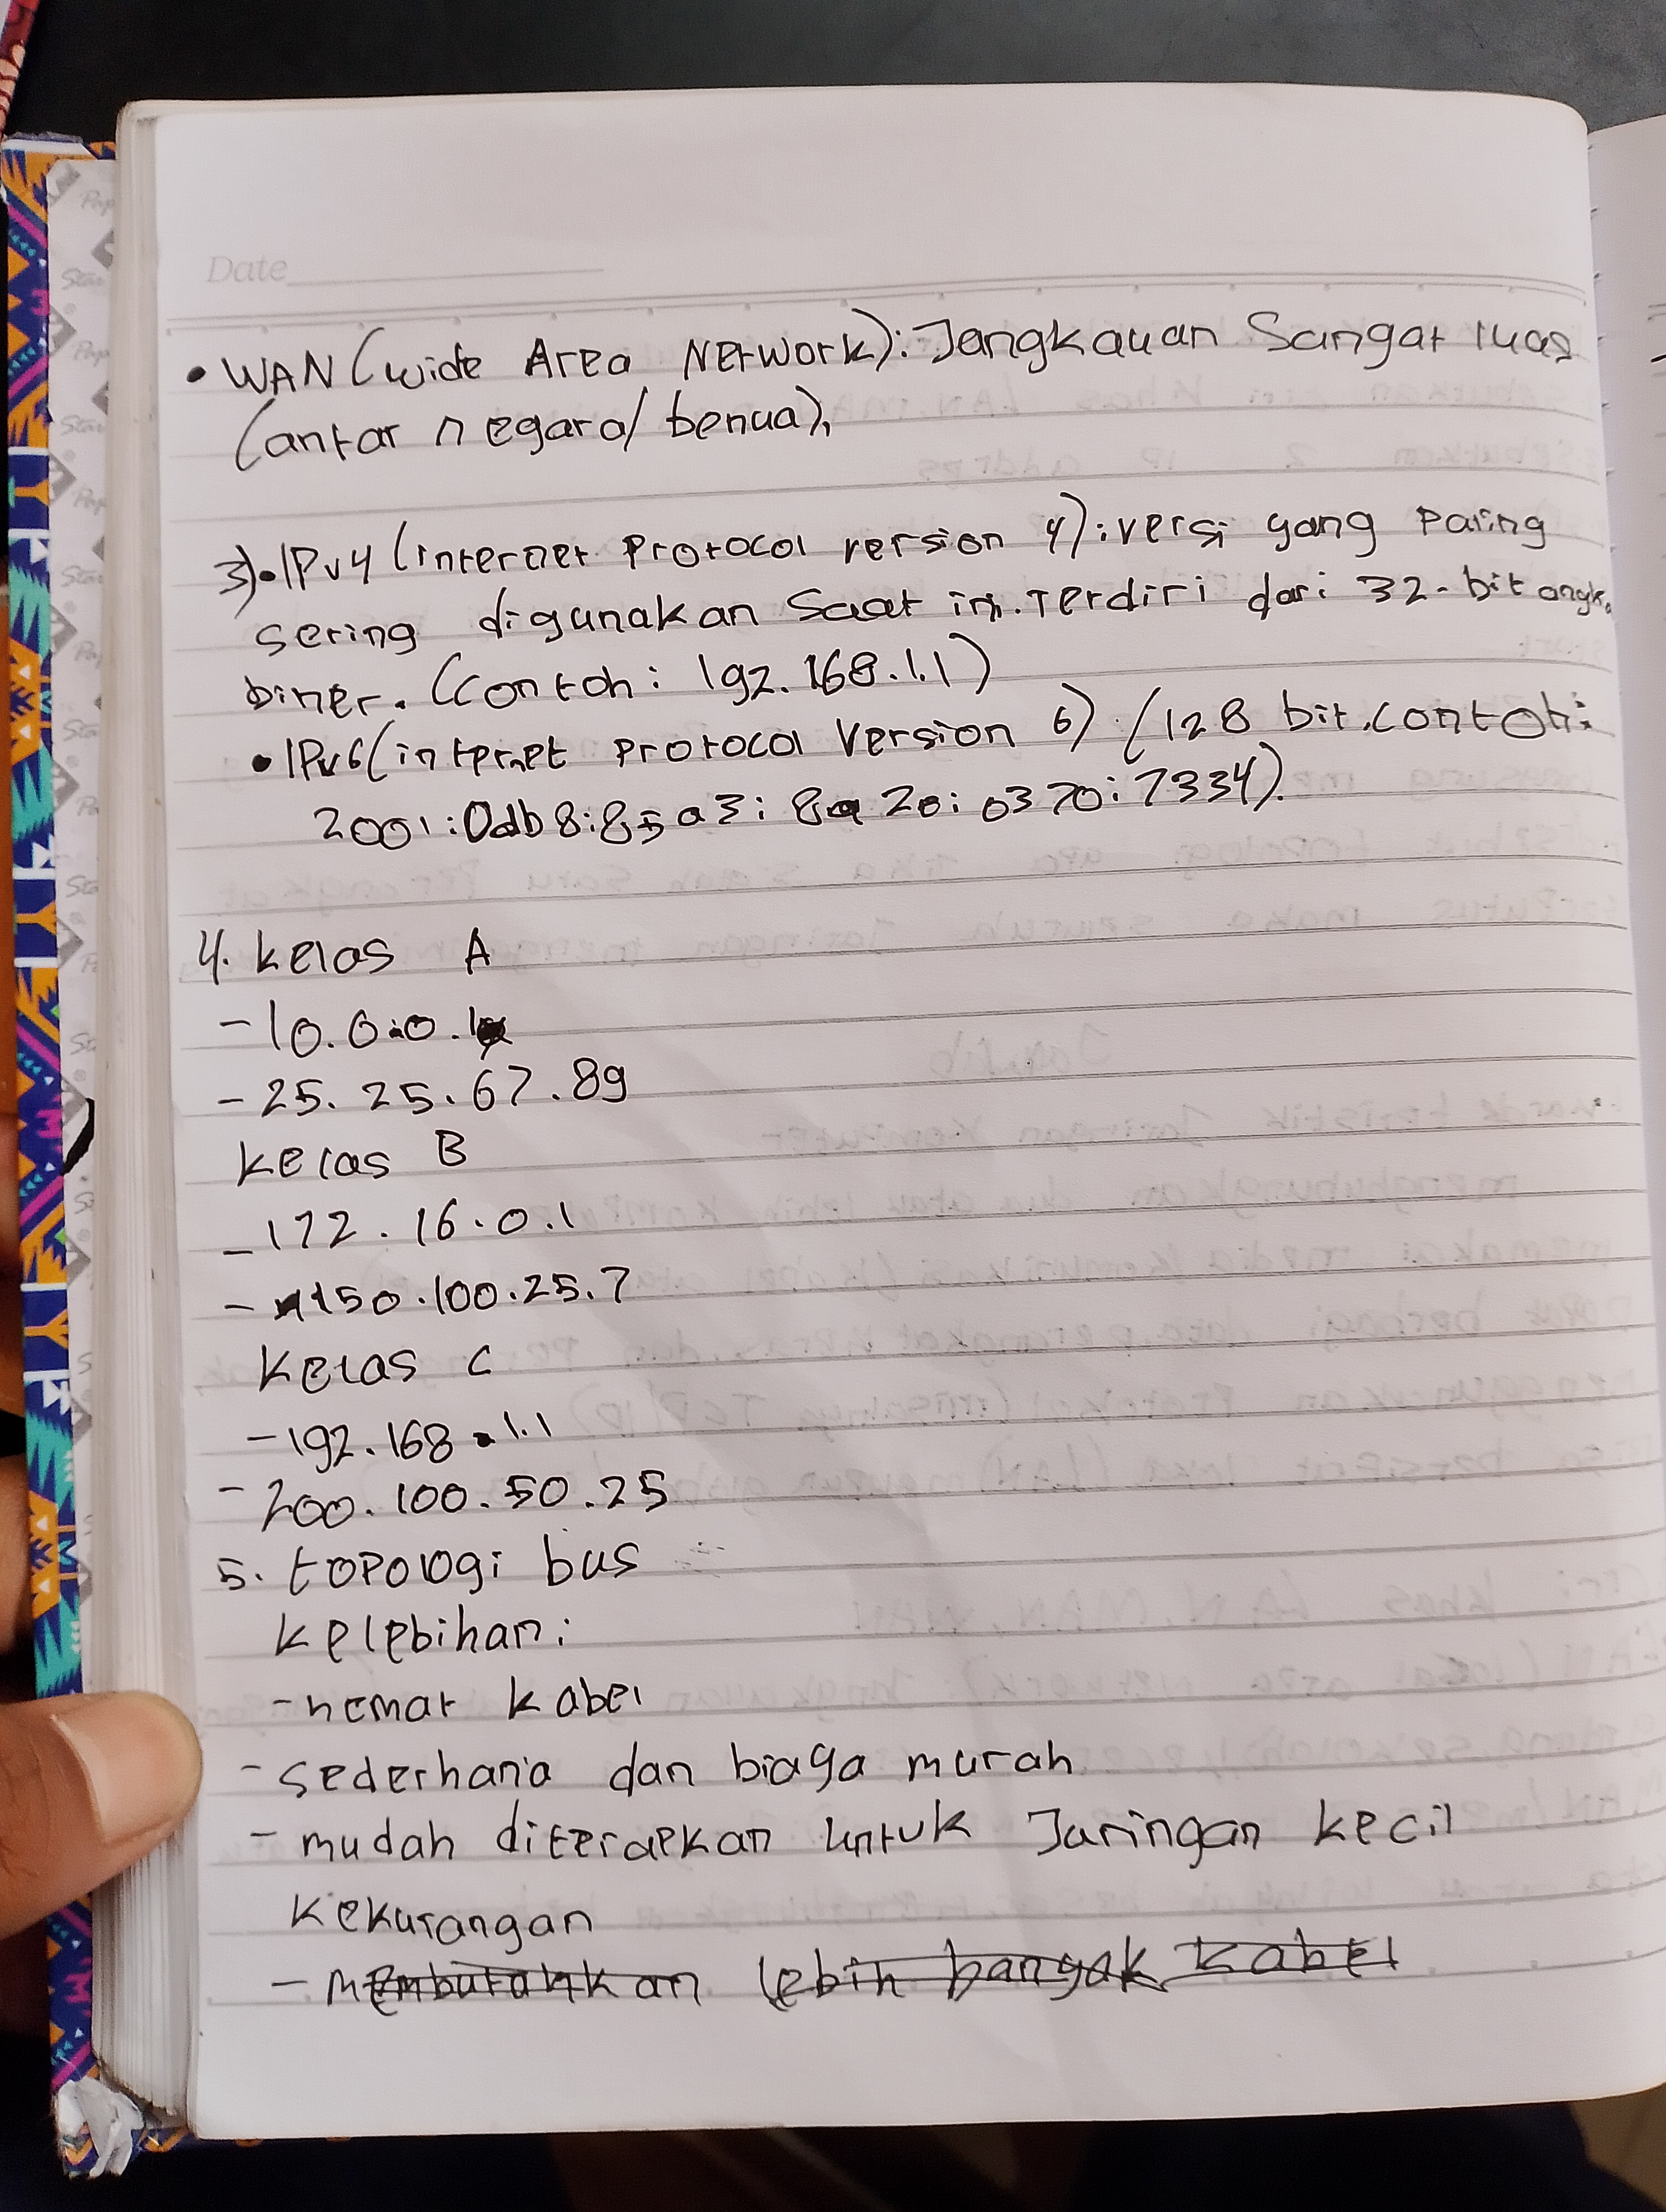 Date
• WAN (wide Area Network): Jangkauan Sangat luas
(antar negara/benua),
3).•IPv4 (internet Protocol version 4): versi yang Paling
sering digunakan Saat ini. Terdiri dari 32-bit angka
biner. (contoh: 192.168.1.1)
• IPv6 (internet Protocol Version 6). (128 bit. contoh:
2001:0db8:85a3:8a2e:0370:7334).
4. kelas A
- 10.0.0.1
- 25.25.67.89
kelas B
- 172.16.0.1
- 150.100.25.7
Kelas C
- 192.168.1.1
- 200.100.50.25
5. topologi bus
kelebihan:
- hemat kabel
- sederhana dan biaya murah
- mudah diterapkan untuk Jaringan kecil
Kekurangan
- membutuhkan lebih banyak kabel